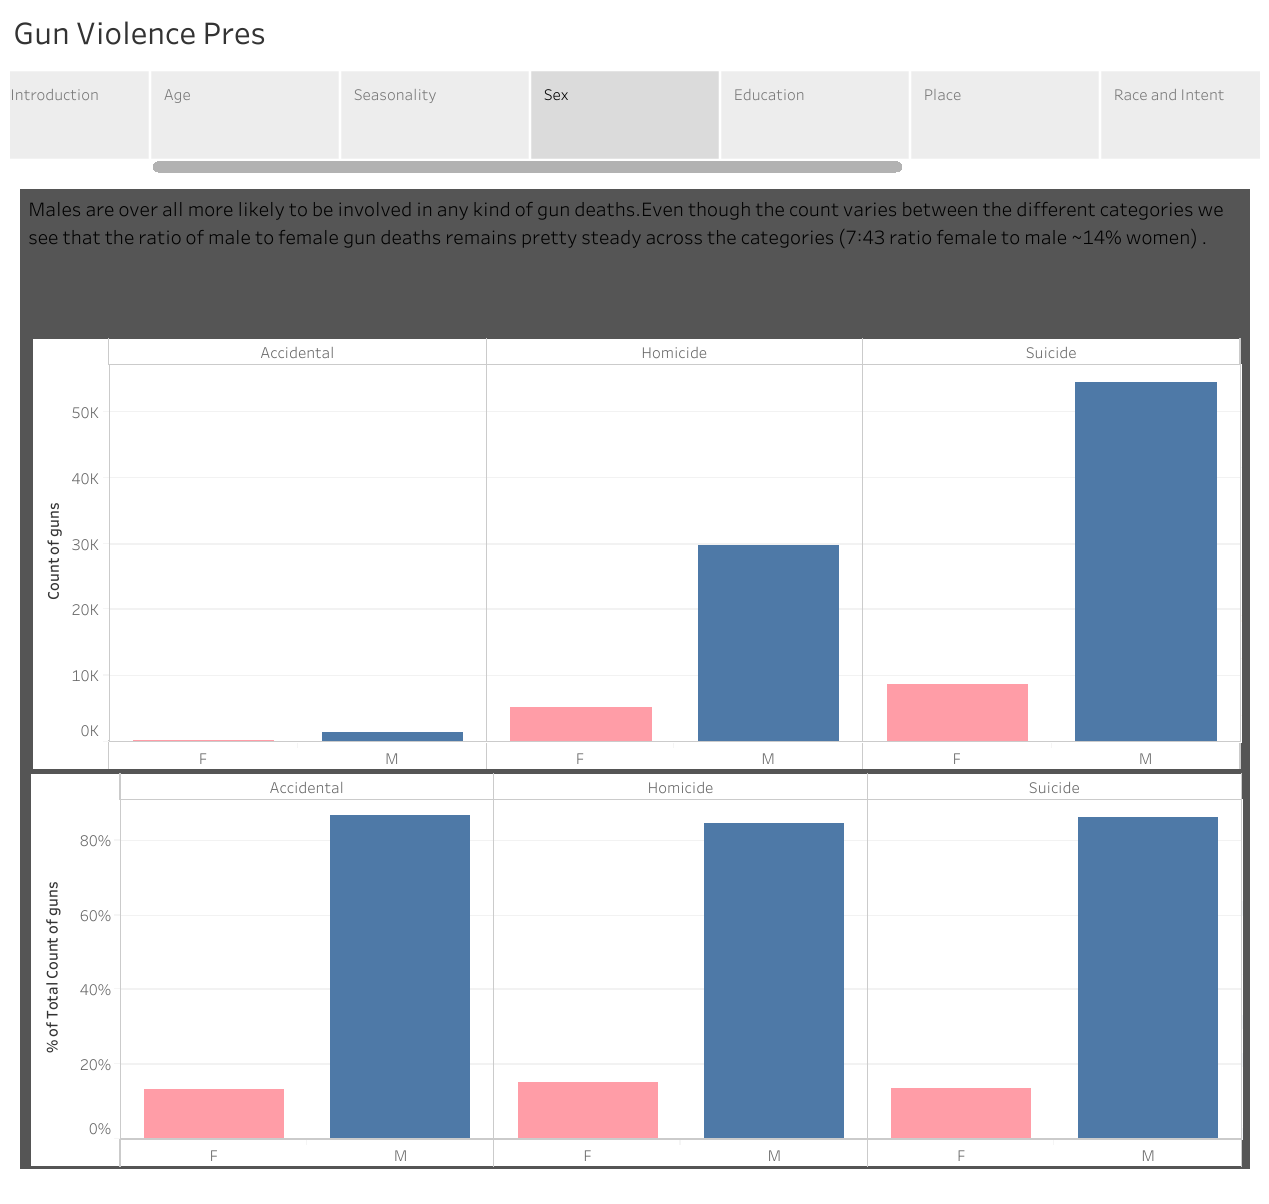 Gun Violence Pres
Introduction
Age
Seasonality
Sex
Education
Place
Race and Intent
Males are over all more likely to be involved in any kind of gun deaths.Even though the count varies between the different categories we
see that the ratio of male to female gun deaths remains pretty steady across the categories (7:43 ratio female to male ~14% women) .
Accidental
Homicide
Suicide
50K
40K
30K
20K
10K
0K
Count of guns
F
M
F
M
F
M
Accidental
Homicide
Suicide
80%
60%
40%
20%
0%
% of Total Count of guns
F
M
F
M
F
M